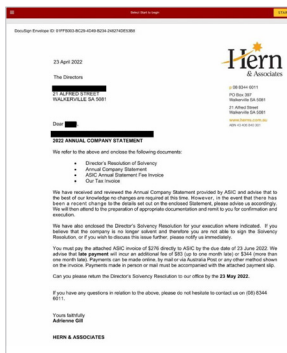 Select Start to begin
DocuSign Envelope ID:
23 April 2022
Hern
& Associates
The Directors
p 08 8344 6011
21 ALFRED STREET
WALKERVILLE SA 5081
PO Box 397
Walkerville SA 5081
21 Alfred Street
Walkerville SA 5081
www.herns.com.au
Dear
2022 ANNUAL COMPANY STATEMENT
We refer to the above and enclose the following documents:
• Director's Resolution of Solvency
• Annual Company Statement
• ASIC Annual Statement Fee Invoice
• Our Tax Invoice
We have received and reviewed the Annual Company Statement provided by ASIC and advise that to
the best of our knowledge no changes are required at this time. However, in the event that there has
been a recent change to the details set out on the enclosed Statement, please advise us accordingly.
We will then attend to the preparation of appropriate documentation and remit to you for confirmation and
execution.
We have also enclosed the Director's Resolution for your execution where indicated. If you
believe that the company is no longer solvent and therefore you are not able to sign the Solvency
Resolution, or if you wish to discuss this issue further, please notify us immediately.
You must pay the attached ASIC invoice of $276 directly to ASIC by the due date of 23 June 2022. We
advise that late payment will incur an additional fee of $83 (up to one month late) or $344 (more than
one month late). Payments can be made online, by mail or via Australia Post or any other method shown
on the invoice. Payments made in person or mail must be accompanied with the attached payment slip.
Can you please return the Director's Solvency Resolution to our office by the 23 May 2022.
If you have any questions in relation to the above, please do not hesitate to contact us on (08) 8344
6011.
Yours faithfully
Adrienne Gill
HERN & ASSOCIATES